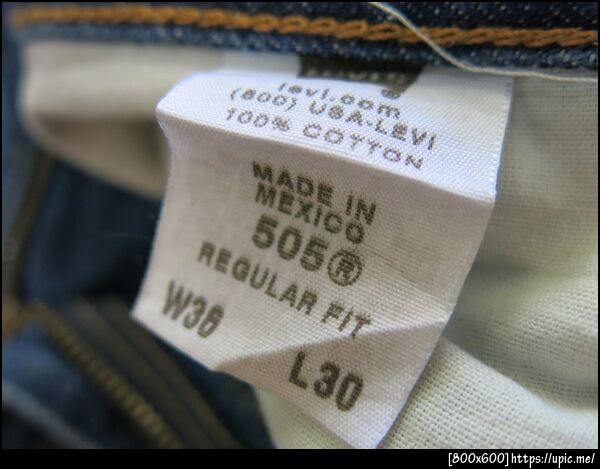 ®
levi.com
(800) USA-LEVI
100% COTTON
MADE IN
MEXICO
505®
REGULAR FIT
W36
L30
[800x600]https://upic.me/